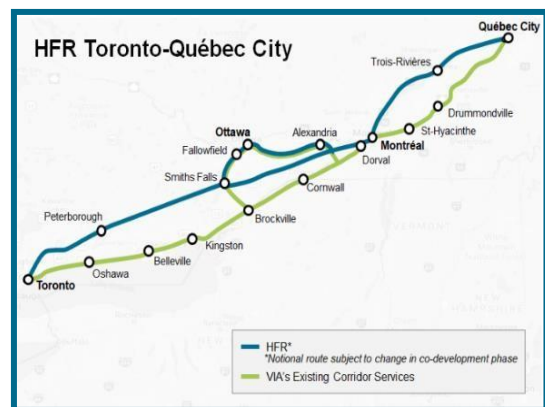 HFR Toronto-Québec City
Québec City
Trois-Rivières
Drummondville
St-Hyacinthe
Montréal
Dorval
Ottawa
Alexandria
Fallowfield
Smiths Falls
Cornwall
Brockville
Peterborough
Kingston
Belleville
Oshawa
Toronto
HFR*
*Notional route subject to change in co-development phase
VIA's Existing Corridor Services